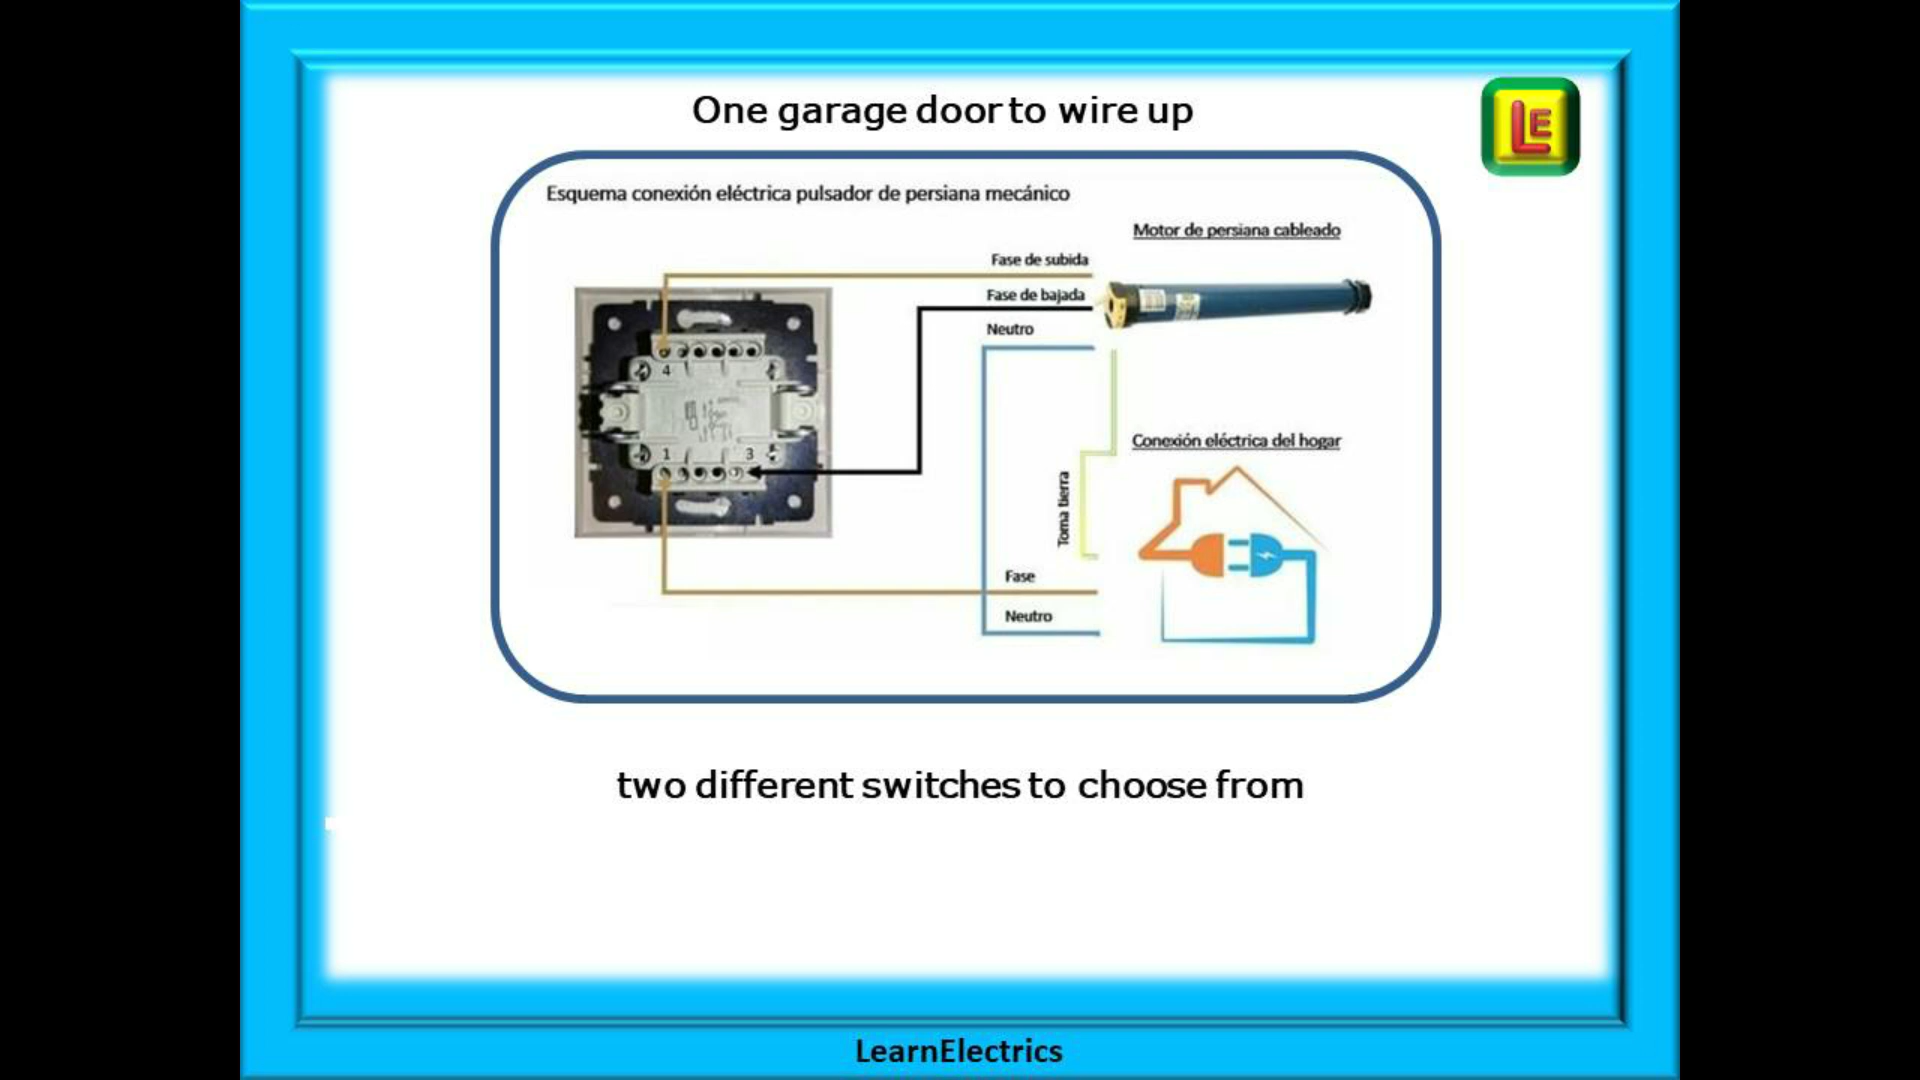 One garage door to wire up
LE
Esquema conexión eléctrica pulsador de persiana mecánico
Motor de persiana cableado
Fase de subida
Fase de bajada
Neutro
4
1 3
Conexión eléctrica del hogar
Toma tierra
Fase
Neutro
two different switches to choose from
LearnElectrics